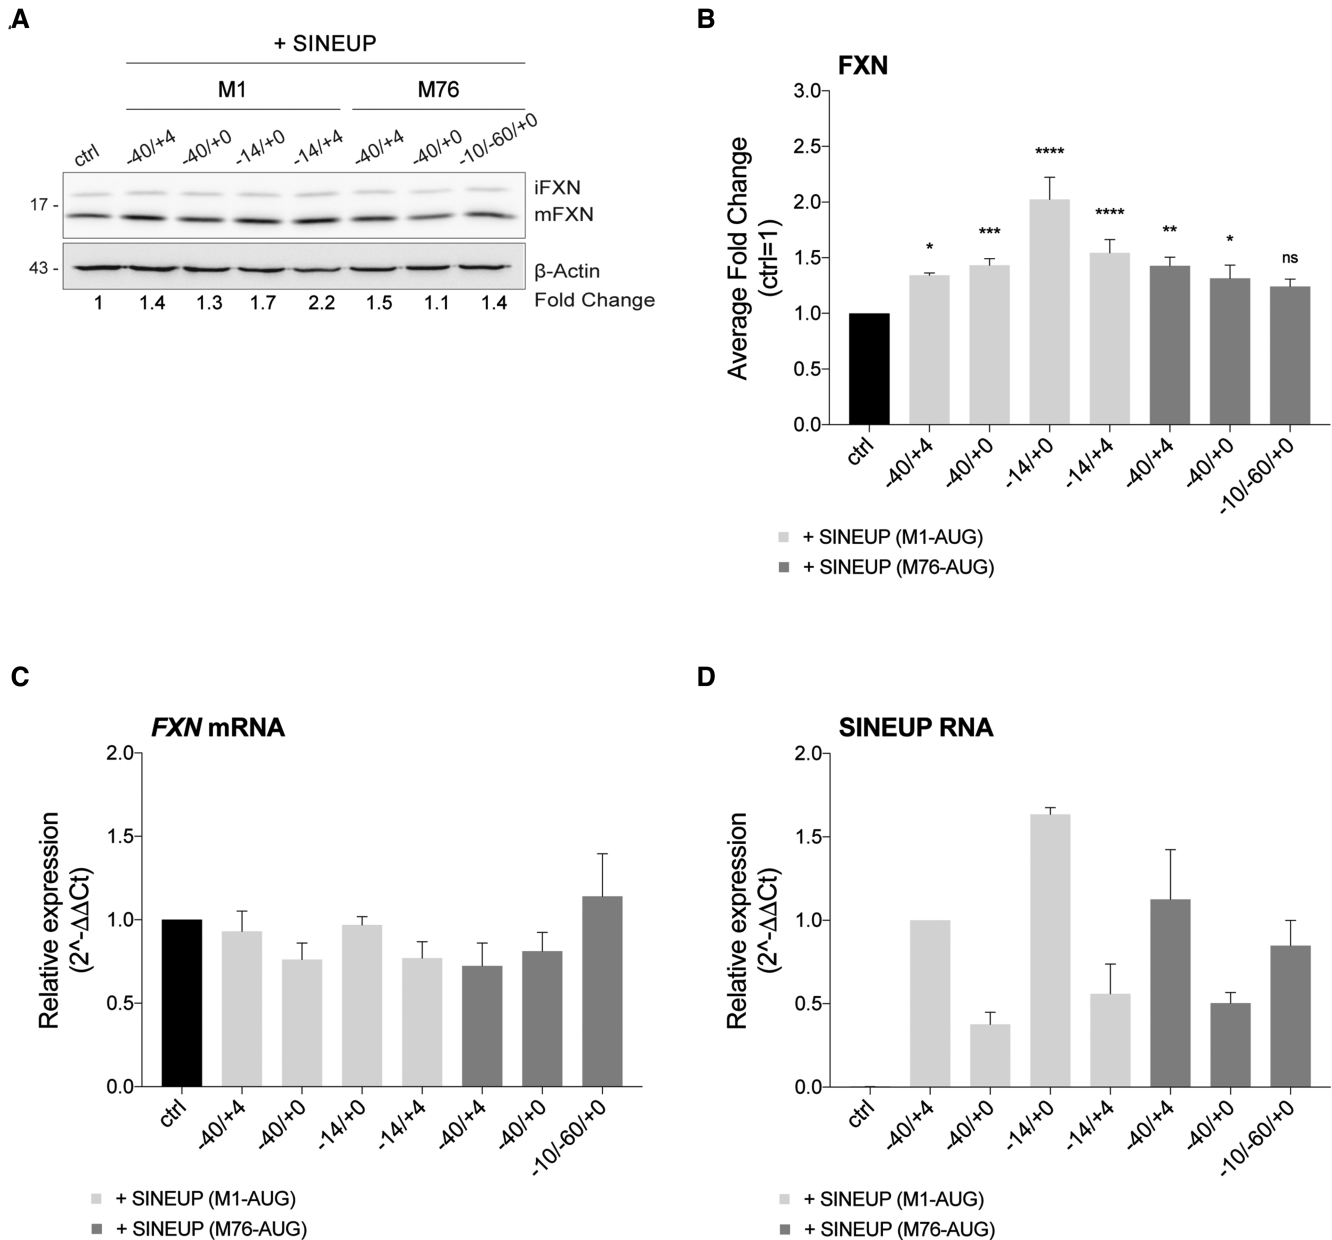 A
+ SINEUP
M1 M76
ctrl -40/+4 -40/+0 -14/+0 -14/+4 -40/+4 -40/+0 -10/-60/+0
iFXN
17 -
mFXN
43 - β-Actin
1 1.4 1.3 1.7 2.2 1.5 1.1 1.4 Fold Change
B
FXN
Average Fold Change
(ctrl=1)
3.0
2.5
2.0
1.5
1.0
0.5
0.0
* *** **** **** ** * ns
ctrl -40/+4 -40/+0 -14/+0 -14/+4 -40/+4 -40/+0 -10/-60/+0
+ SINEUP (M1-AUG)
+ SINEUP (M76-AUG)
C
FXN mRNA
Relative expression
(2^-ΔΔCt)
2.0
1.5
1.0
0.5
0.0
ctrl -40/+4 -40/+0 -14/+0 -14/+4 -40/+4 -40/+0 -10/-60/+0
+ SINEUP (M1-AUG)
+ SINEUP (M76-AUG)
D
SINEUP RNA
Relative expression
(2^-ΔΔCt)
2.0
1.5
1.0
0.5
0.0
ctrl -40/+4 -40/+0 -14/+0 -14/+4 -40/+4 -40/+0 -10/-60/+0
+ SINEUP (M1-AUG)
+ SINEUP (M76-AUG)